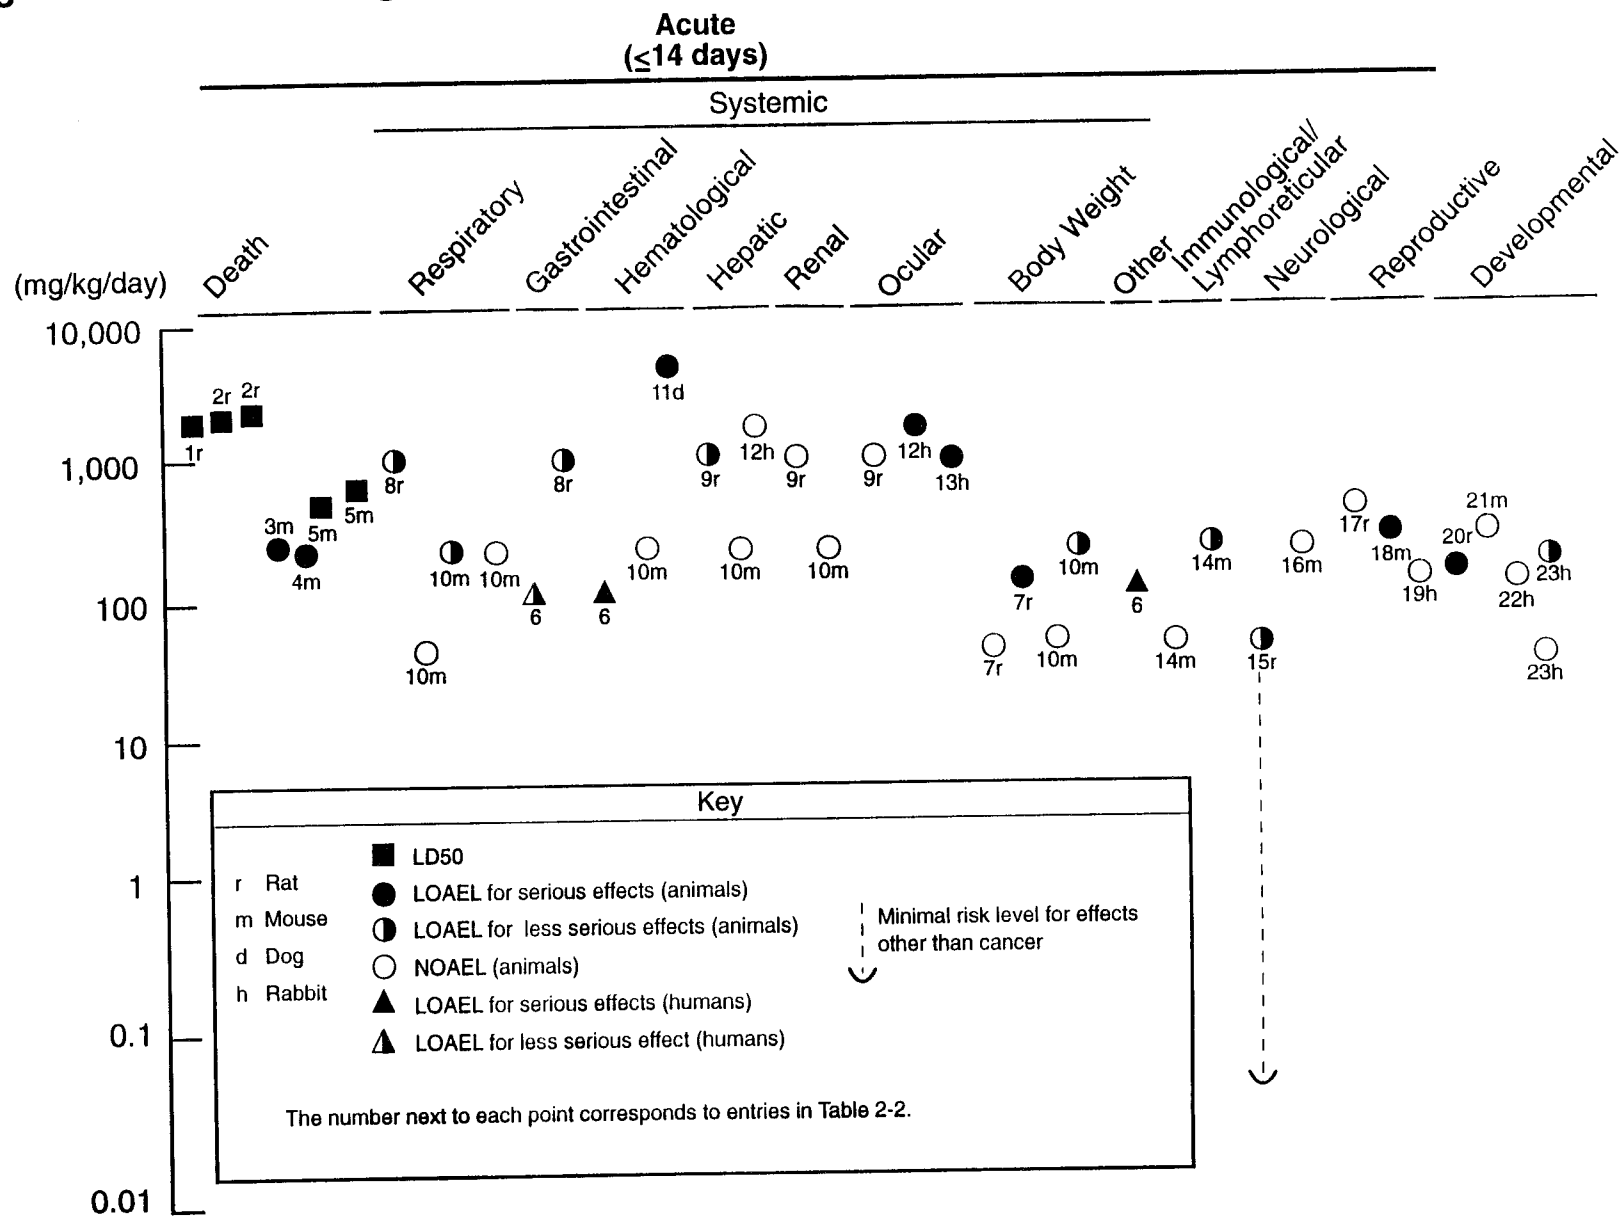 Acute
(≤14 days)
Systemic
Death
Respiratory
Gastrointestinal
Hematological
Hepatic
Renal
Ocular
Body Weight
Other
Immunological/
Lymphoreticular
Neurological
Reproductive
Developmental
(mg/kg/day)
10,000
1,000
100
10
1
0.1
0.01
1r
2r
2r
3m
4m
5m
5m
8r
10m
10m
10m
8r
6
6
10m
11d
9r
10m
12h
9r
10m
9r
12h
13h
7r
7r
10m
10m
6
14m
14m
15r
16m
17r
18m
19h
20r
21m
22h
23h
23h
Key
r Rat
m Mouse
d Dog
h Rabbit
LD50
LOAEL for serious effects (animals)
LOAEL for less serious effects (animals)
NOAEL (animals)
LOAEL for serious effects (humans)
LOAEL for less serious effect (humans)
Minimal risk level for effects
other than cancer
The number next to each point corresponds to entries in Table 2-2.